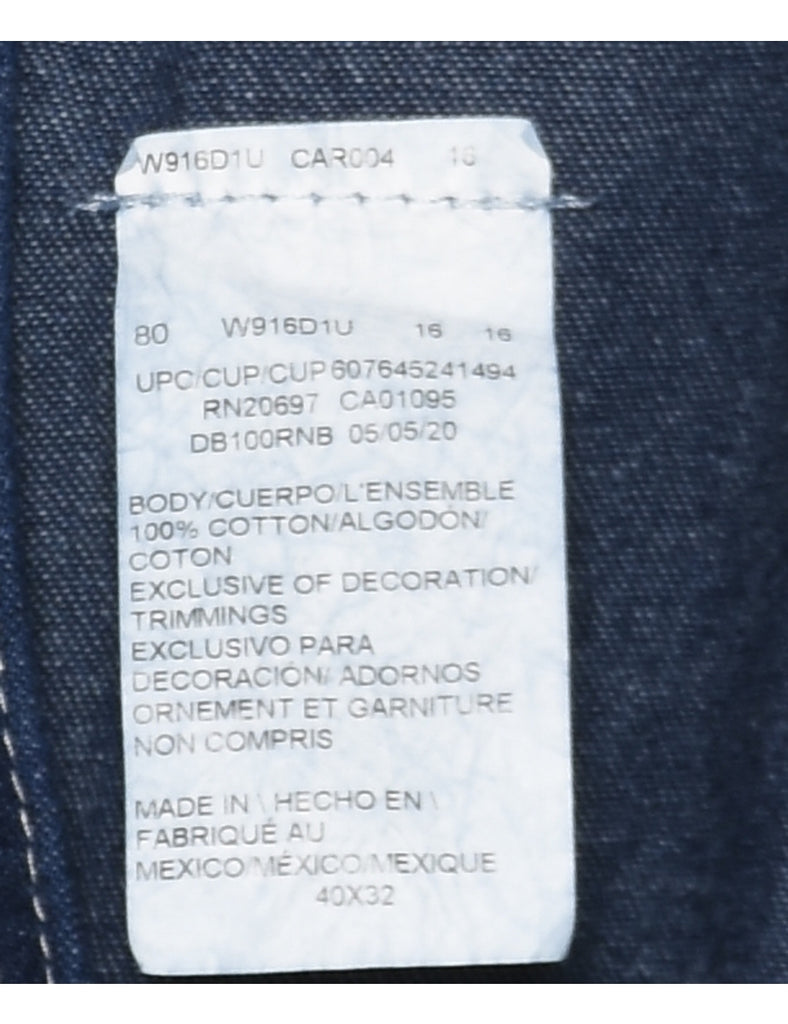 W916D1U CAR004 16
80 W916D1U 16 16
UPC/CUP/CUP 607645241494
RN20697 CA01095
DB100RNB 05/05/20
BODY/CUERPO/L'ENSEMBLE
100% COTTON/ALGODÓN/
COTON
EXCLUSIVE OF DECORATION/
TRIMMINGS
EXCLUSIVO PARA
DECORACIÓN/ ADORNOS
ORNEMENT ET GARNITURE
NON COMPRIS
MADE IN \ HECHO EN \
FABRIQUÉ AU
MEXICO/MÉXICO/MEXIQUE
40X32